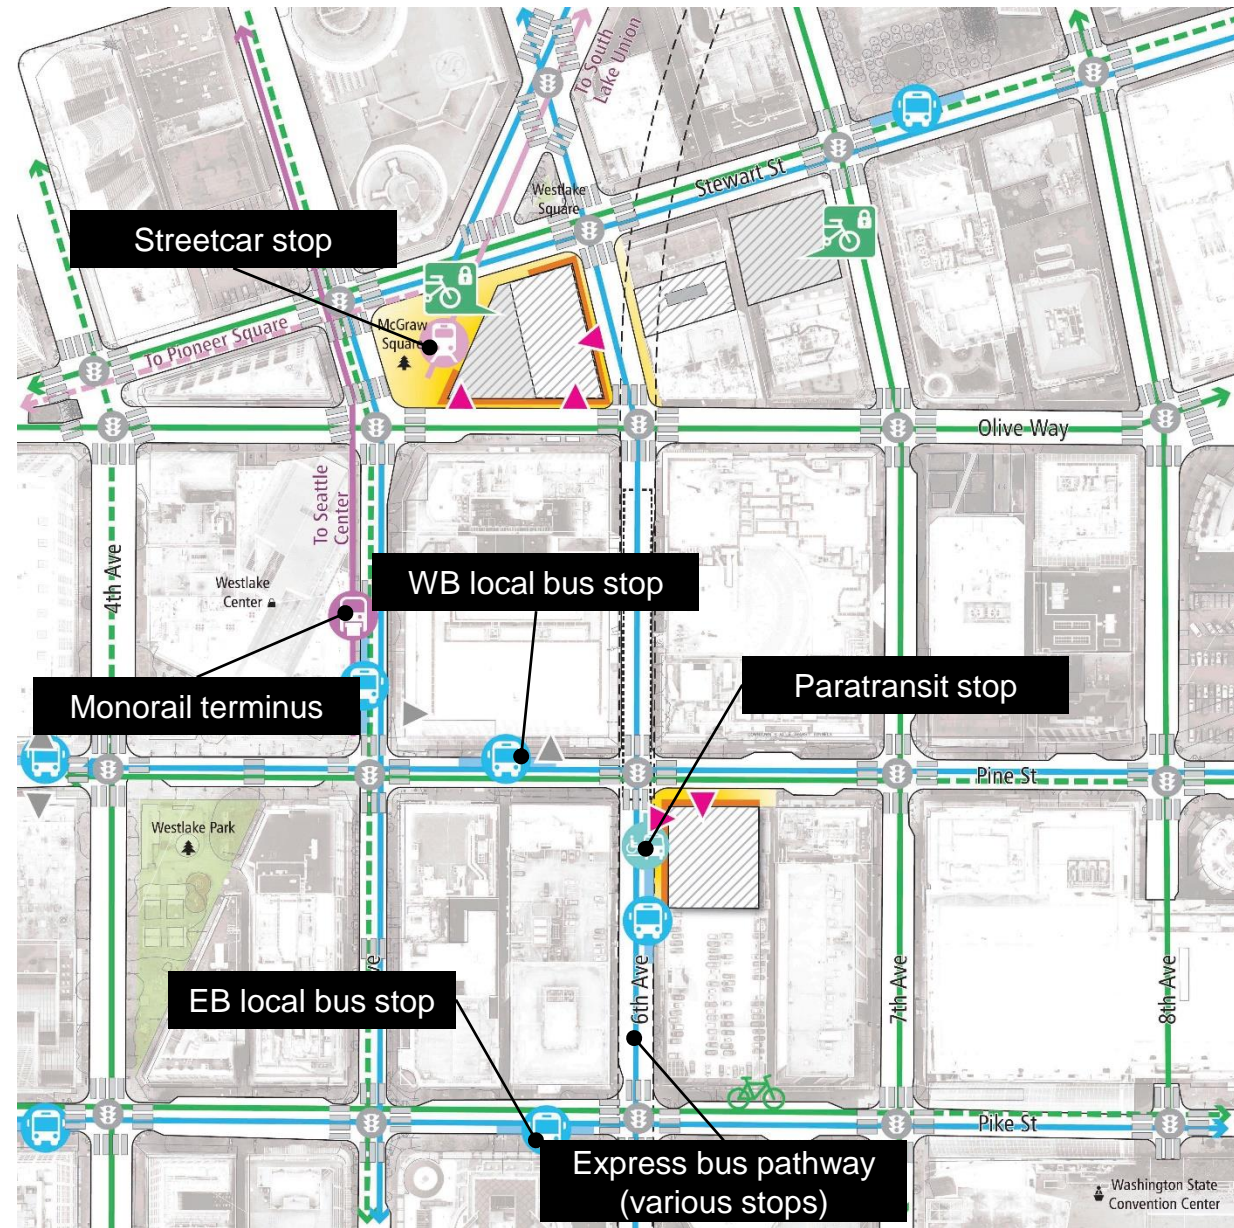 To South
Lake Union
Westlake
Square
Stewart St
Streetcar stop
McGraw
Square
To Pioneer Square
Olive Way
To Seattle
Center
4th Ave
WB local bus stop
Westlake
Center
Paratransit stop
Monorail terminus
Pine St
Westlake Park
EB local bus stop
Ave
6th Ave
7th Ave
8th Ave
Pike St
Express bus pathway
(various stops)
Washington State
Convention Center